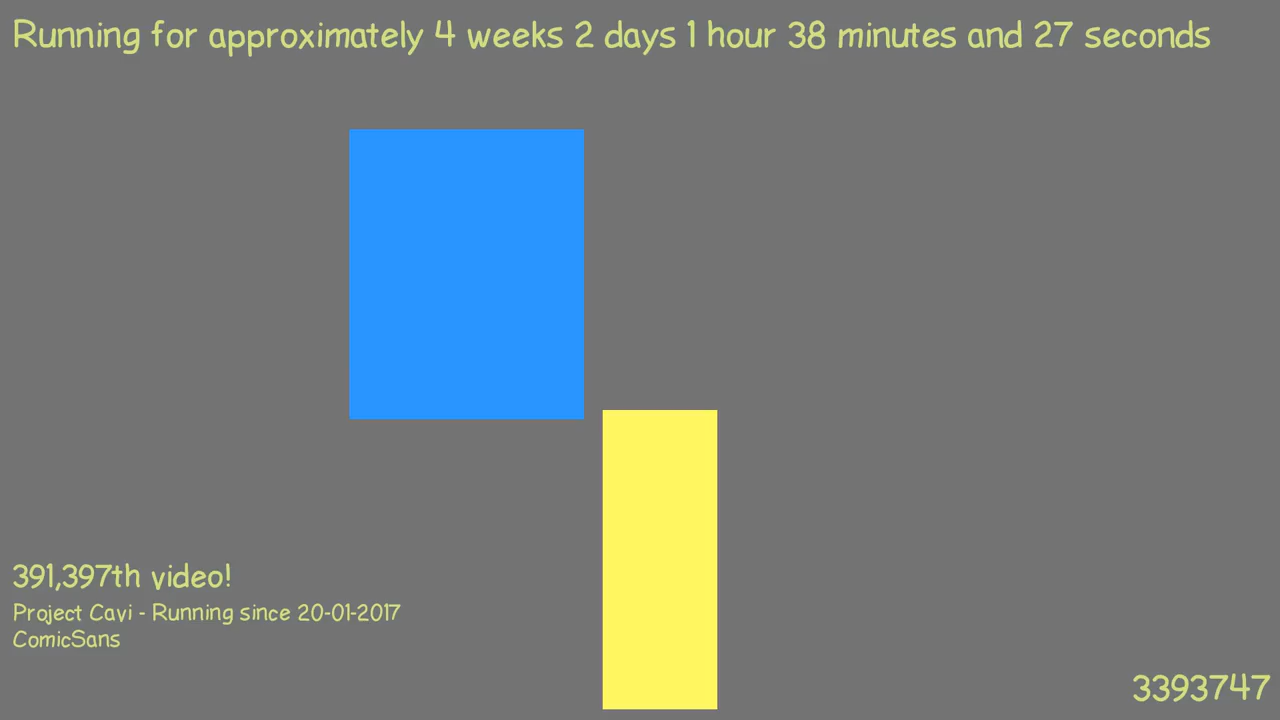 Running for approximately 4 weeks 2 days 1 hour 38 minutes and 27 seconds
391,397th video!
Project Cavi - Running since 20-01-2017
ComicSans
3393747